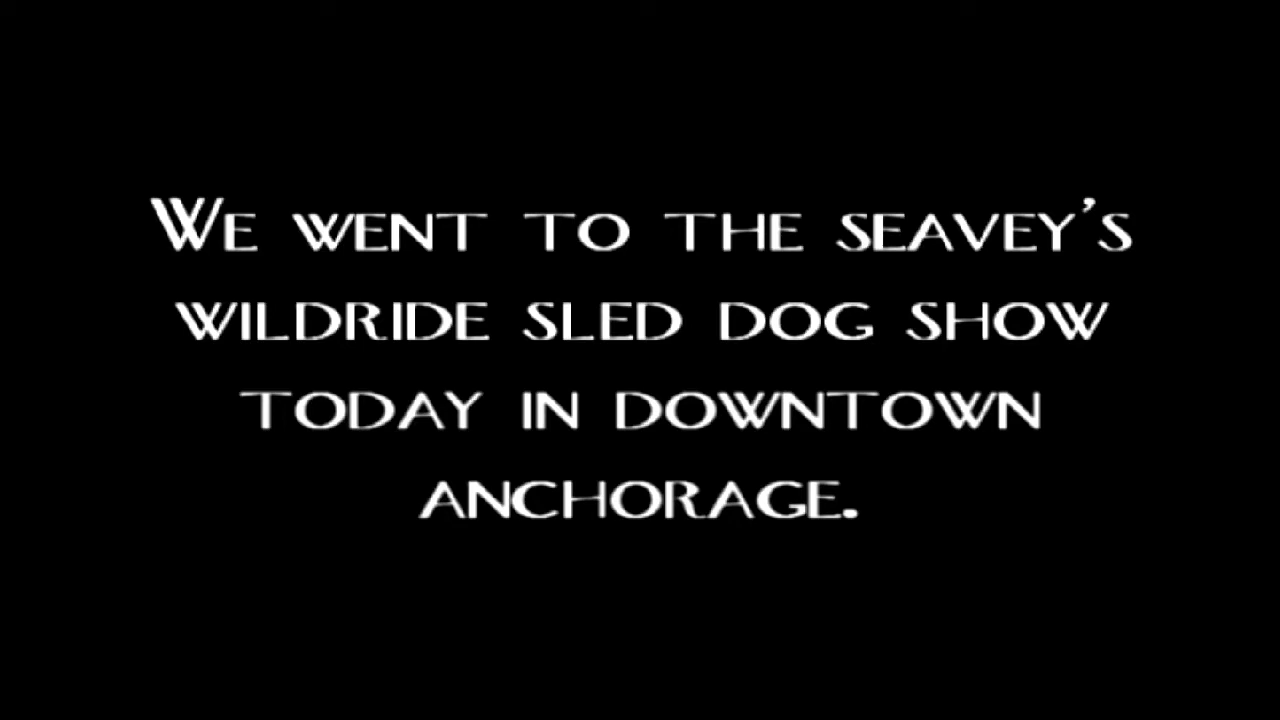 We went to the seavey's
wildride sled dog show
today in downtown
anchorage.